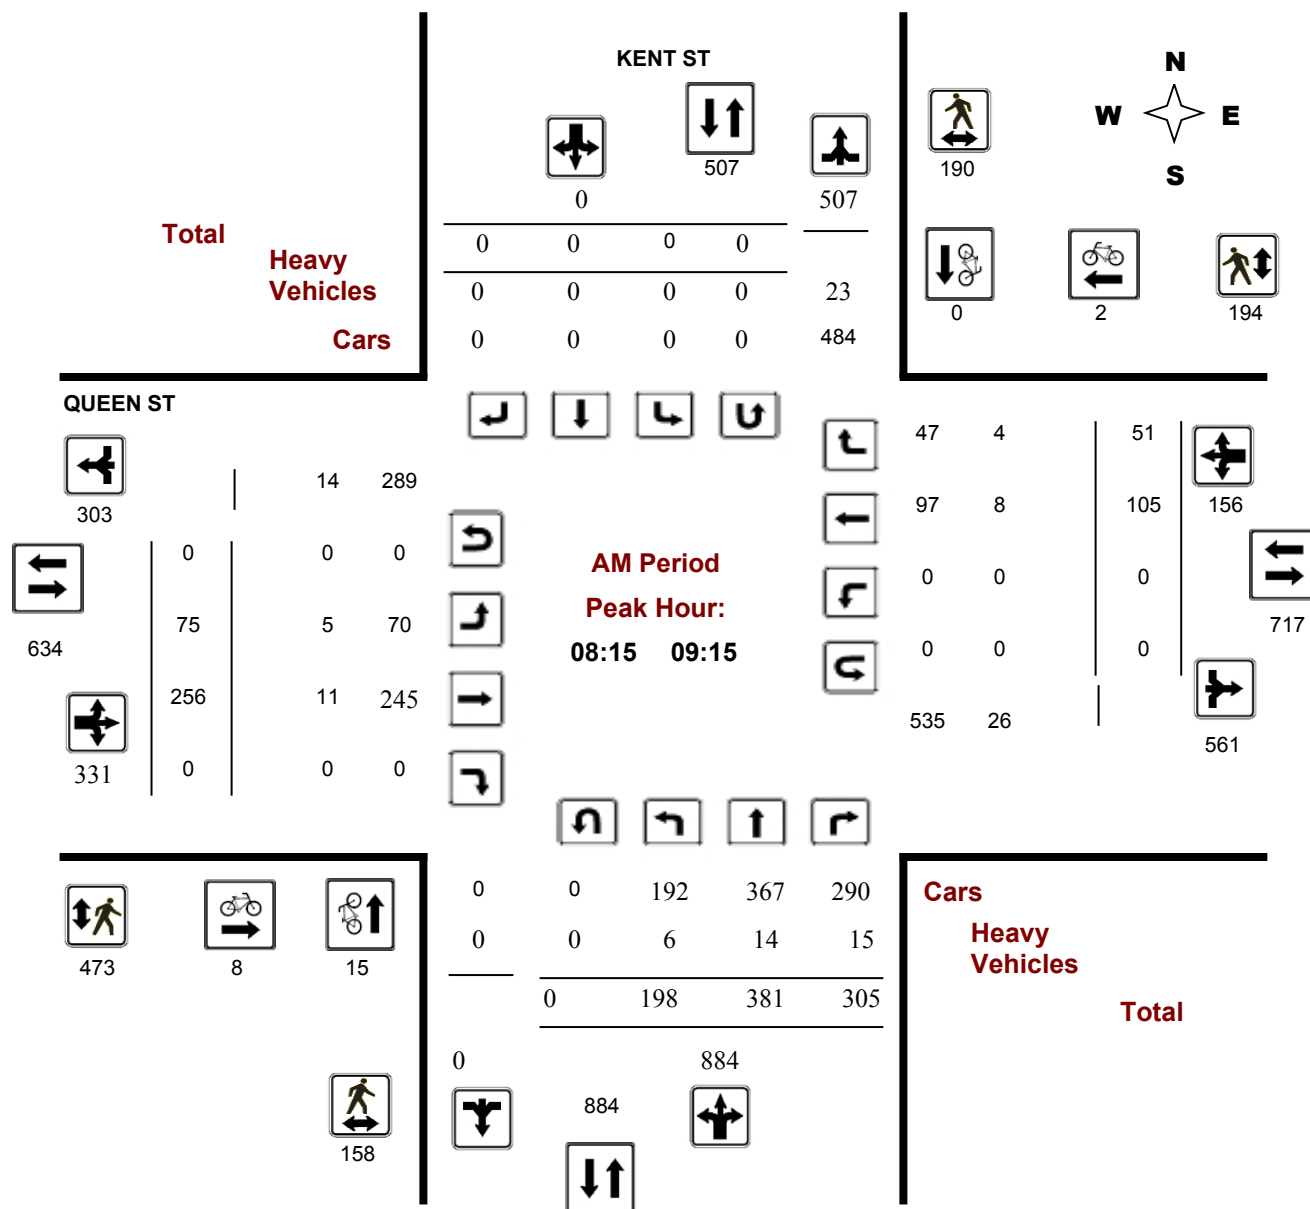 KENT ST
N
W E
S
507
190
0 507
Total
0 0 0 0
Heavy
Vehicles
0 0 0 0 23
0 2 194
Cars
0 0 0 0 484
QUEEN ST
47 4 51
14 289
303
97 8 105 156
0 0 0
AM Period
0 0 0
Peak Hour:
75 5 70
717
634
08:15 09:15
0 0 0
256 11 245
535 26
561
331 0 0 0
0 0 192 367 290
Cars
0 0 6 14 15
Heavy
Vehicles
473 8 15
0 198 381 305
Total
0 884
884
158